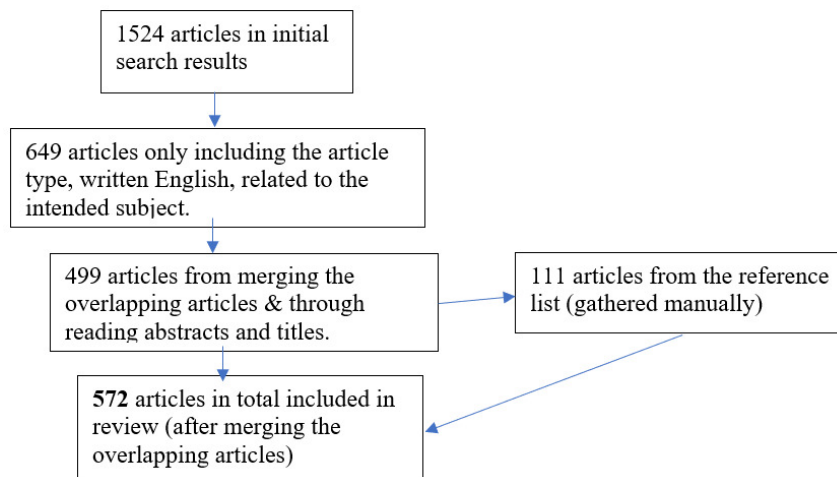 1524 articles in initial
search results
649 articles only including the article
type, written English, related to the
intended subject.
499 articles from merging the
overlapping articles & through
reading abstracts and titles.
111 articles from the reference
list (gathered manually)
572 articles in total included in
review (after merging the
overlapping articles)